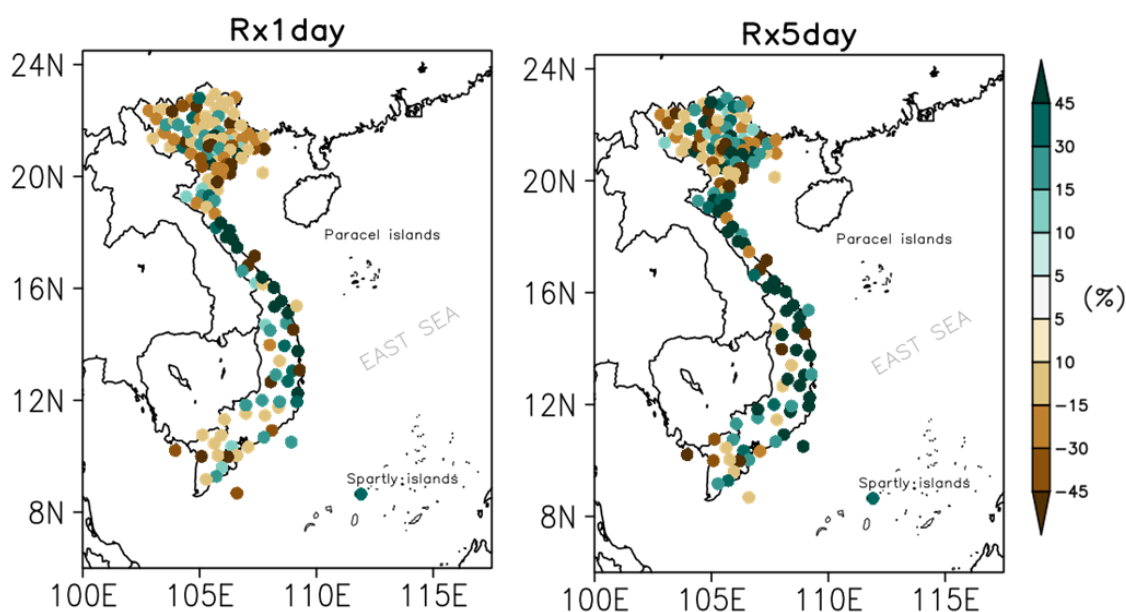 Rx1day
24N
20N
16N
12N
8N
100E
105E
110E
115E
Paracel islands
EAST SEA
Spartly islands
Rx5day
24N
20N
16N
12N
8N
100E
105E
110E
115E
Paracel islands
EAST SEA
Spartly islands
45
30
15
10
5
5
10
−15
−30
−45
(%)